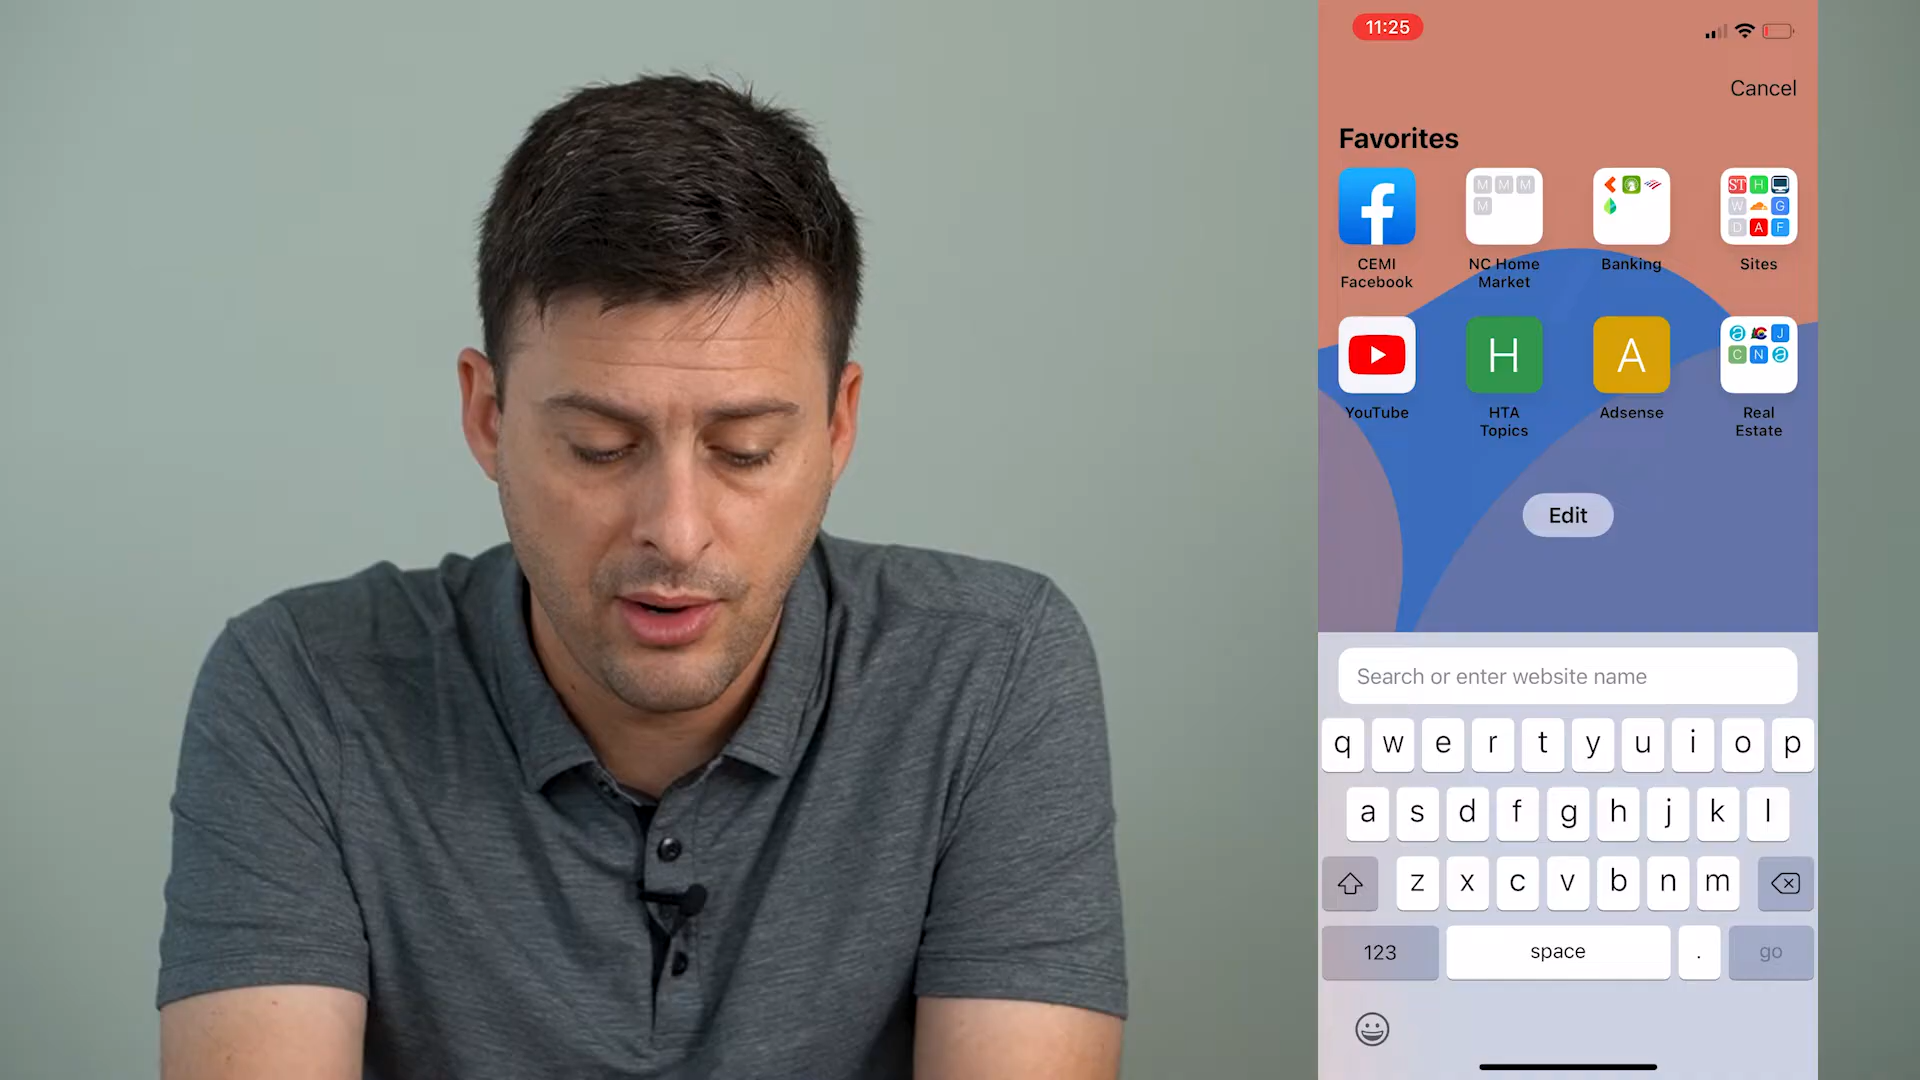 11:25
Cancel
Favorites
M M M
M
ST H
W G
D A F
CEMI
Facebook
NC Home
Market
Banking
Sites
H
A
a C J
C N a
YouTube
HTA
Topics
Adsense
Real
Estate
Edit
Search or enter website name
q w e r t y u i o p
a s d f g h j k l
z x c v b n m
123 space . go